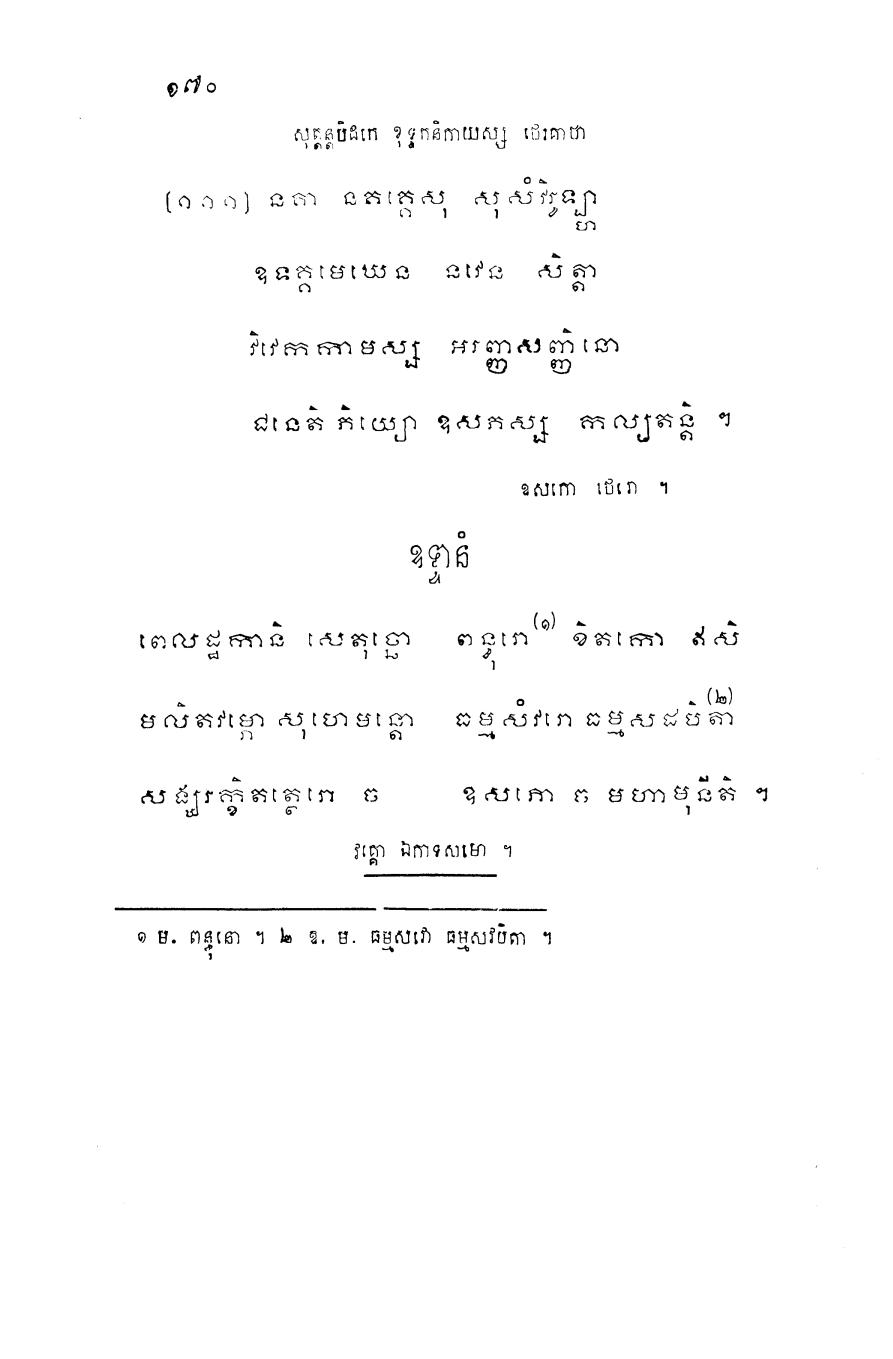 ១៧០
សុត្តន្តបិដកេ ខុទ្ទកនិកាយស្ស ថេរគាថា
(១១១) នគា នគគ្គេសុ សុសំវិរូឡ្ហា
ឧទគ្គមេឃេន នវេន សិត្តា
វិវេកកាមស្ស អរញ្ញសញ្ញិនោ
ជនេតិ ភិយ្យោ ឧសភស្ស កល្យតន្តិ ។
ឧសភោ ថេរោ ។
ឧទ្ទានំ
ពេលដ្ឋកានិ សេតុច្ឆោ ពន្ធុរោ (១) ខិតកោ ឥសិ
មលិតវម្ភោ សុហេមន្តោ ធម្មសំវរោ ធម្មសដបិតា (២)
សង្ឃរក្ខិតត្ថេរោ ច ឧសភោ ច មហាមុនីតិ ។
វគ្គោ ឯកាទសមោ ។
១ ម. ពន្ធុនោ ។ ២ ឱ. ម. ធម្មសវោ ធម្មសវបិតា ។